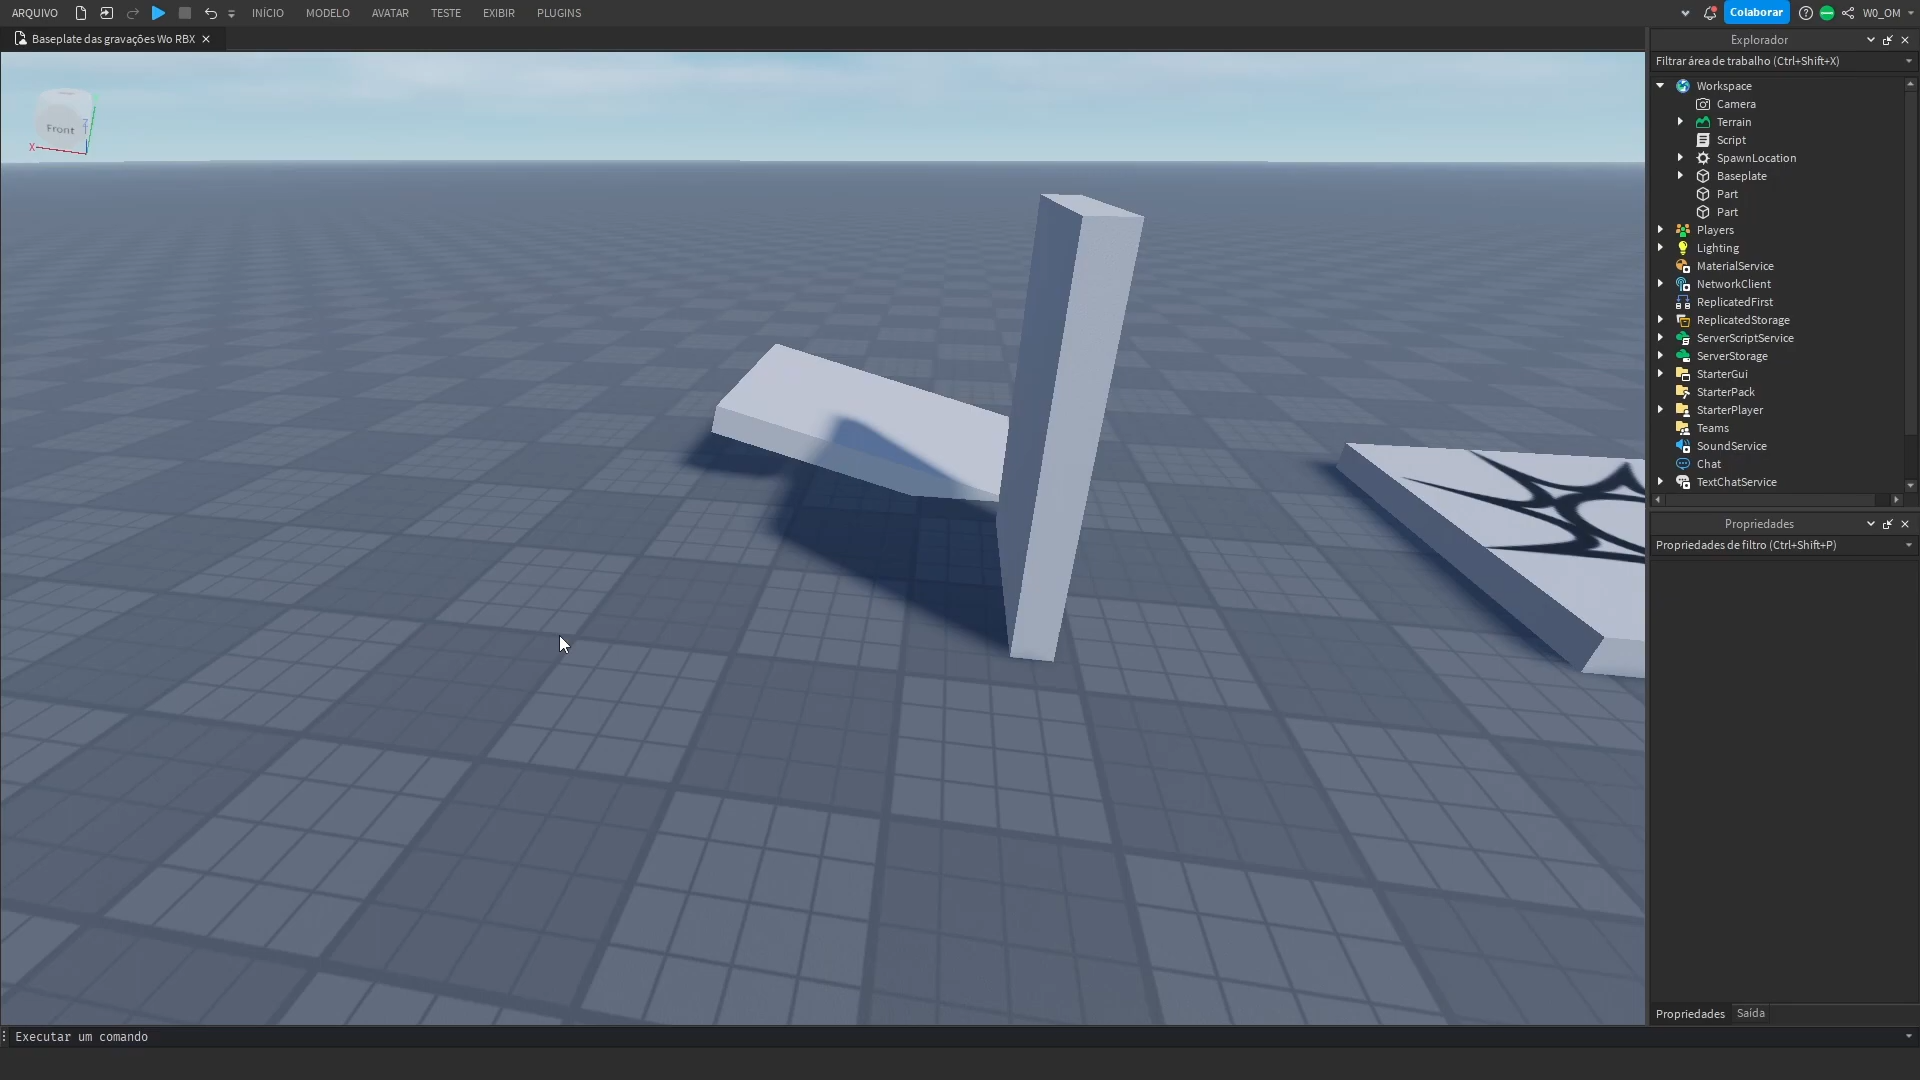 ARQUIVO INÍCIO MODELO AVATAR TESTE EXIBIR PLUGINS Colaborar W0_OM
Baseplate das gravações Wo RBX
Front
X
Z
Explorador
Filtrar área de trabalho (Ctrl+Shift+X)
Workspace
Camera
Terrain
Script
SpawnLocation
Baseplate
Part
Part
Players
Lighting
MaterialService
NetworkClient
ReplicatedFirst
ReplicatedStorage
ServerScriptService
ServerStorage
StarterGui
StarterPack
StarterPlayer
Teams
SoundService
Chat
TextChatService
Propriedades
Propriedades de filtro (Ctrl+Shift+P)
Propriedades Saída
Executar um comando